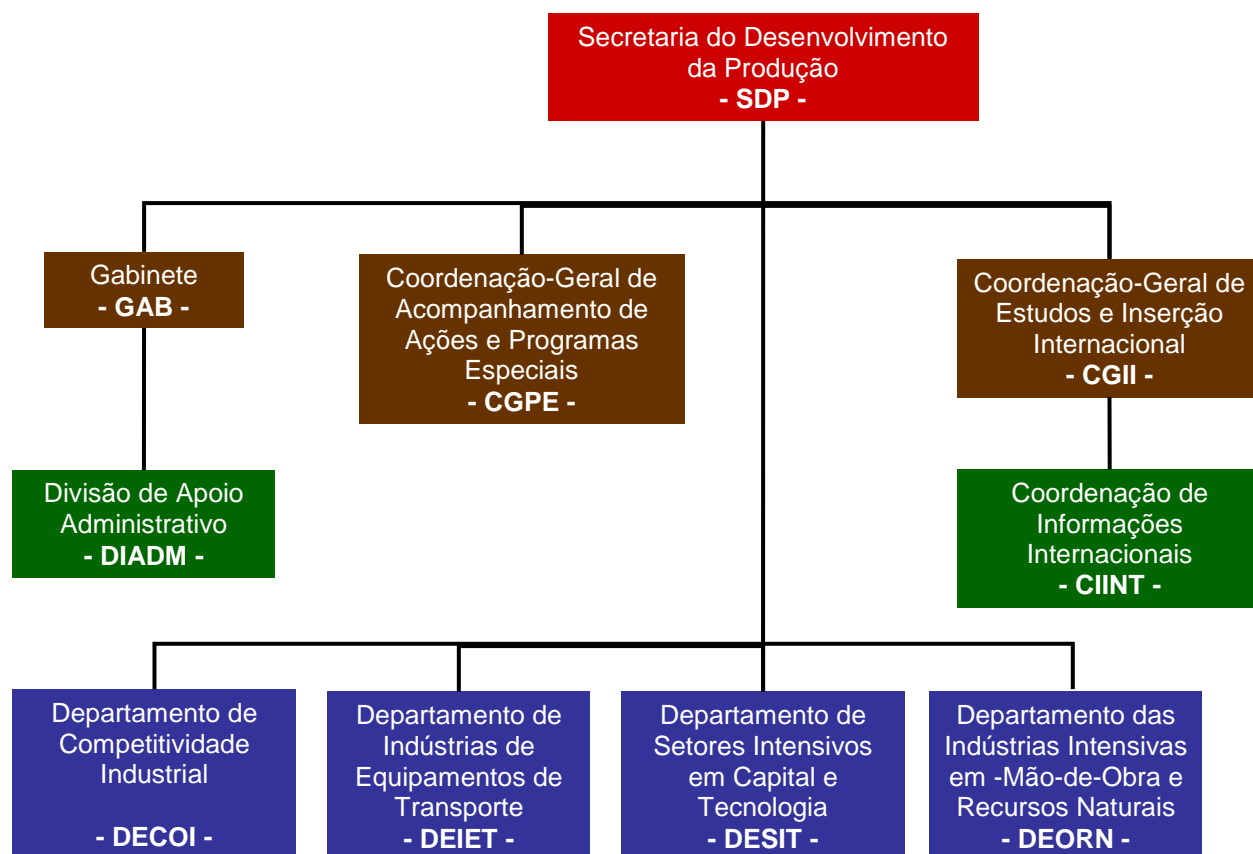 Secretaria do Desenvolvimento
da Produção
- SDP -
Gabinete
- GAB -
Coordenação-Geral de
Acompanhamento de
Ações e Programas
Especiais
- CGPE -
Coordenação-Geral de
Estudos e Inserção
Internacional
- CGII -
Divisão de Apoio
Administrativo
- DIADM -
Coordenação de
Informações
Internacionais
- CIINT -
Departamento de
Competitividade
Industrial
- DECOI -
Departamento de
Indústrias de
Equipamentos de
Transporte
- DEIET -
Departamento de
Setores Intensivos
em Capital e
Tecnologia
- DESIT -
Departamento das
Indústrias Intensivas
em -Mão-de-Obra e
Recursos Naturais
- DEORN -